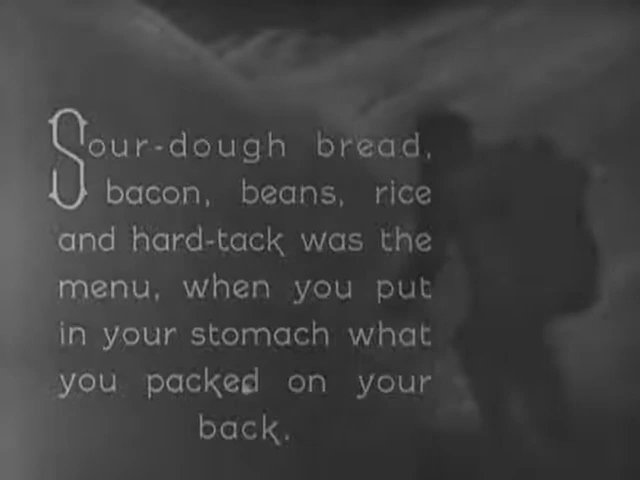 Sour-dough bread,
bacon, beans, rice
and hard-tack was the
menu, when you put
in your stomach what
you packed on your
back.